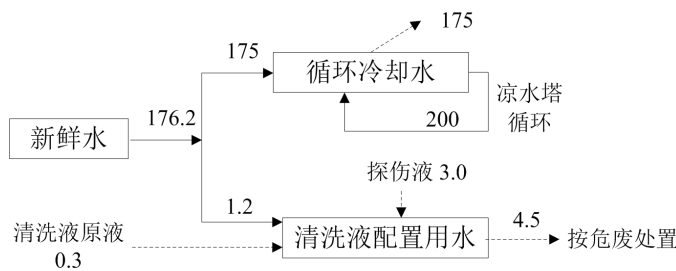 175
175
循环冷却水
凉水塔
循环
200
176.2
新鲜水
探伤液 3.0
1.2
4.5
清洗液原液
0.3
清洗液配置用水
按危废处置